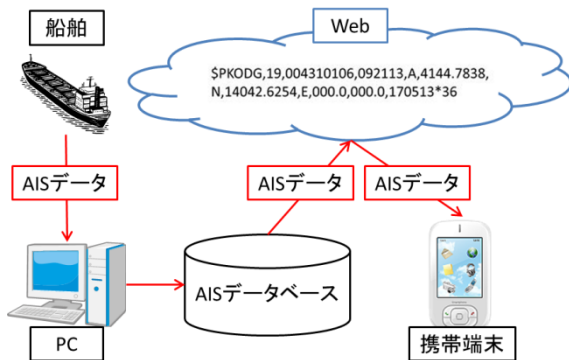 船舶
Web
$PKODG,19,004310106,092113,A,4144.7838,
N,14042.6254,E,000.0,000.0,170513*36
AISデータ
AISデータ
AISデータ
AISデータベース
PC
携帯端末